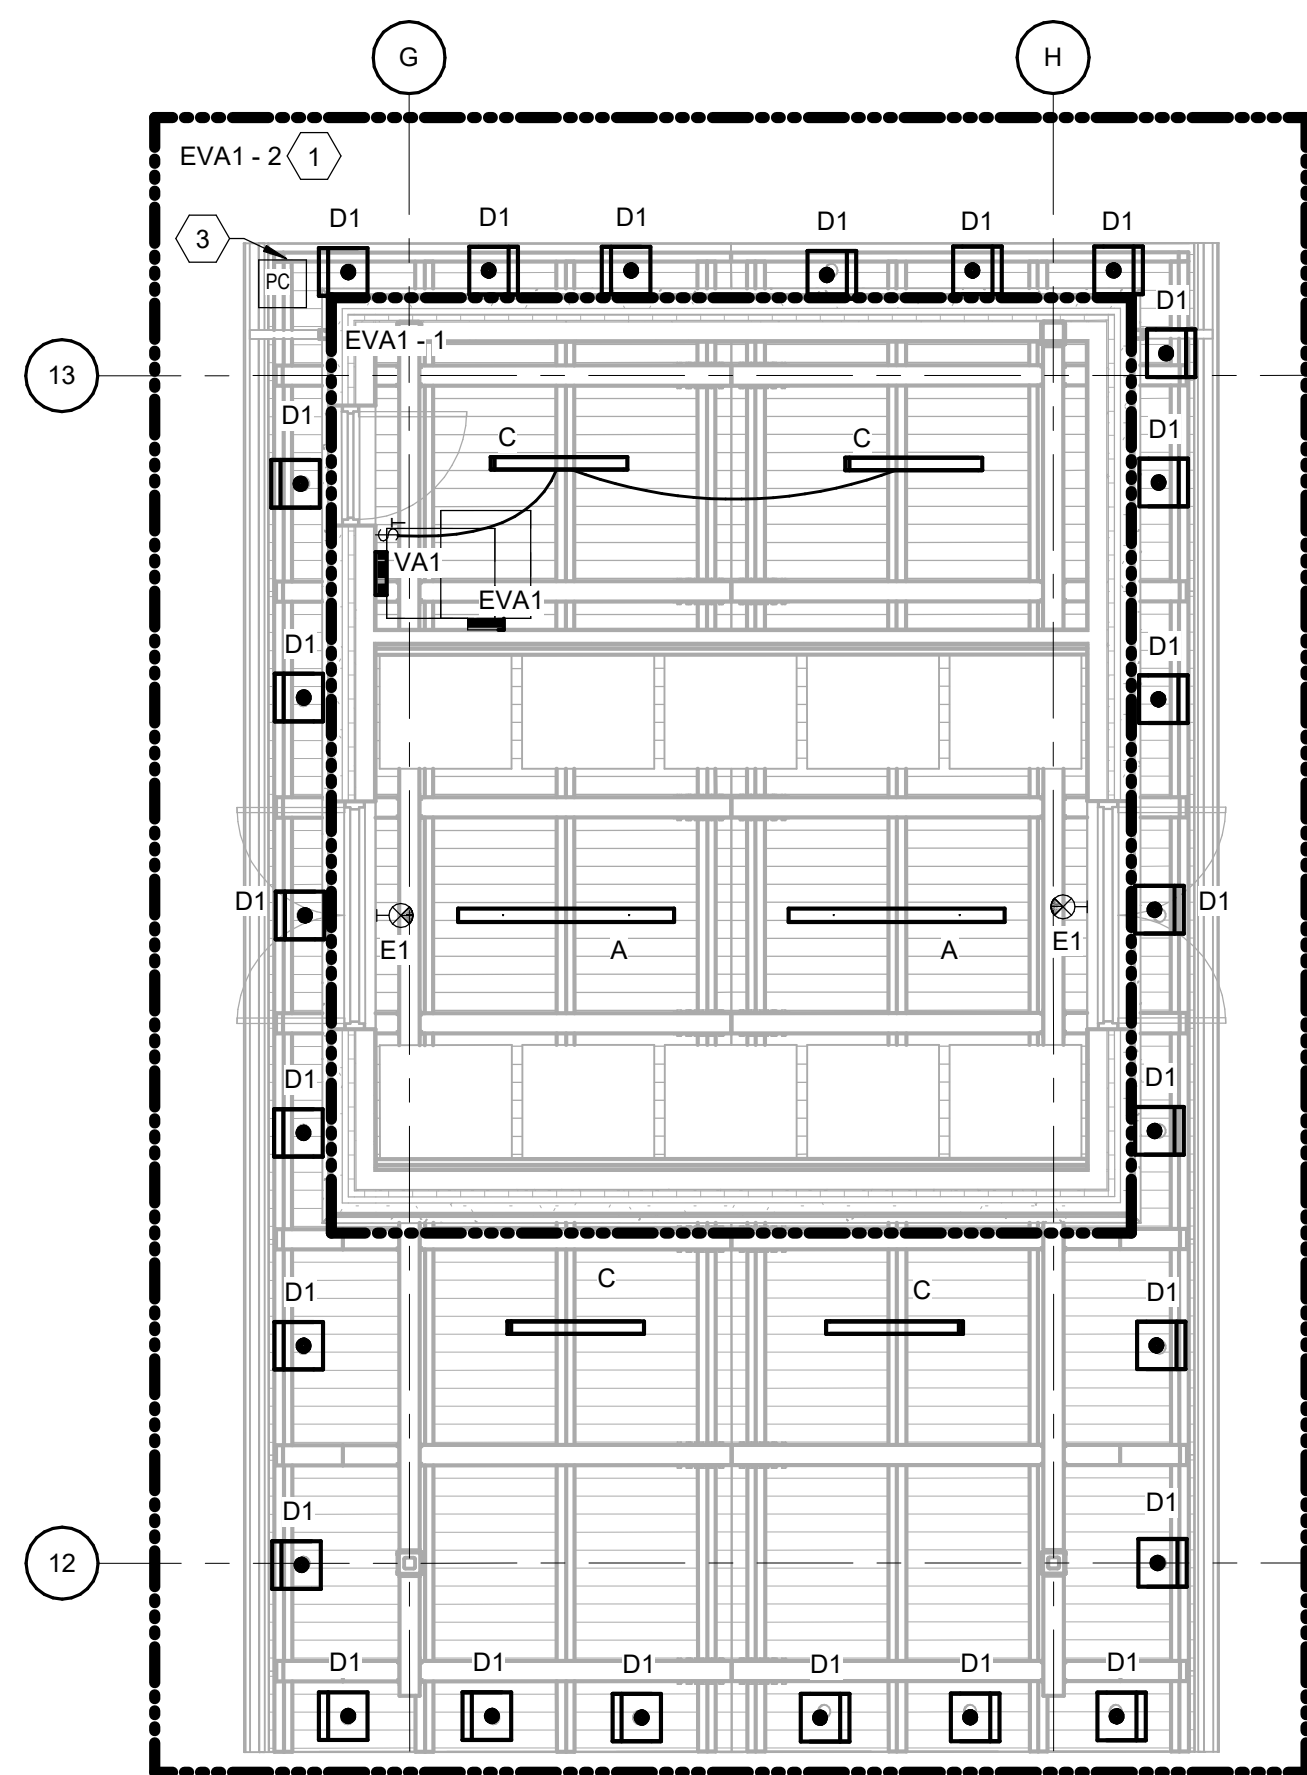 G H
EVA1 - 2 1
D1 D1 D1 D1 D1 D1
3
PC
D1
EVA1 - 1
13
D1 C C D1
ST
VA1
EVA1
D1 D1
D1 D1
E1 A A E1
D1 D1
C C
D1 D1
D1 D1
12
D1 D1 D1 D1 D1 D1